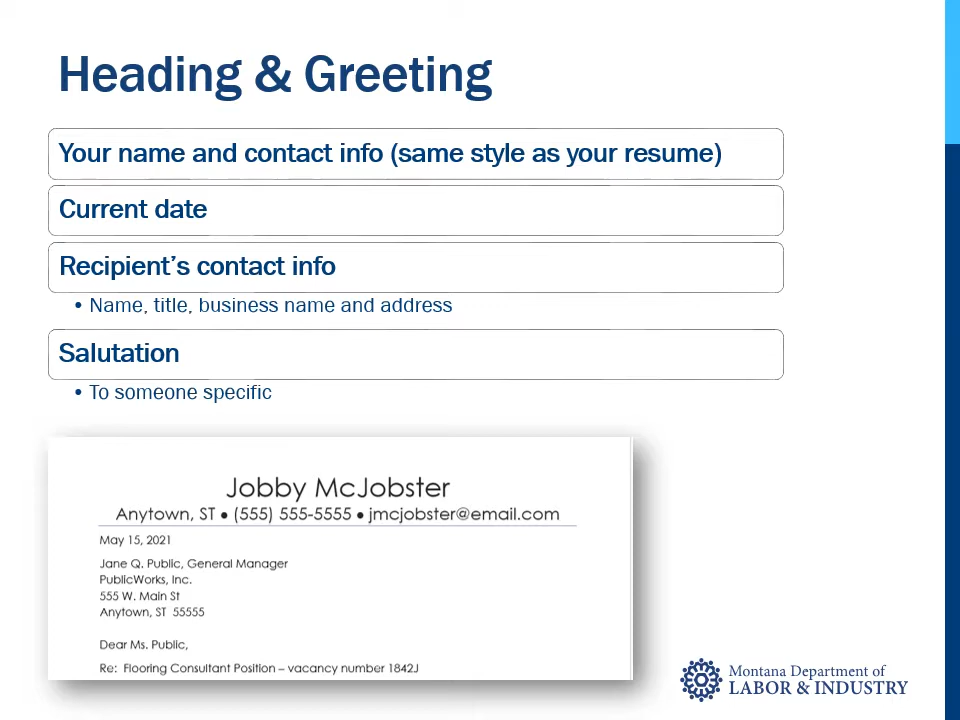 Heading & Greeting
Your name and contact info (same style as your resume)
Current date
Recipient’s contact info
• Name, title, business name and address
Salutation
• To someone specific
Jobby McJobster
Anytown, ST • (555) 555-5555 • jmcjobster@email.com
May 15, 2021
Jane Q. Public, General Manager
PublicWorks, Inc.
555 W. Main St
Anytown, ST  55555
Dear Ms. Public,
Re:  Flooring Consultant Position – vacancy number 1842J
Montana Department of
LABOR & INDUSTRY